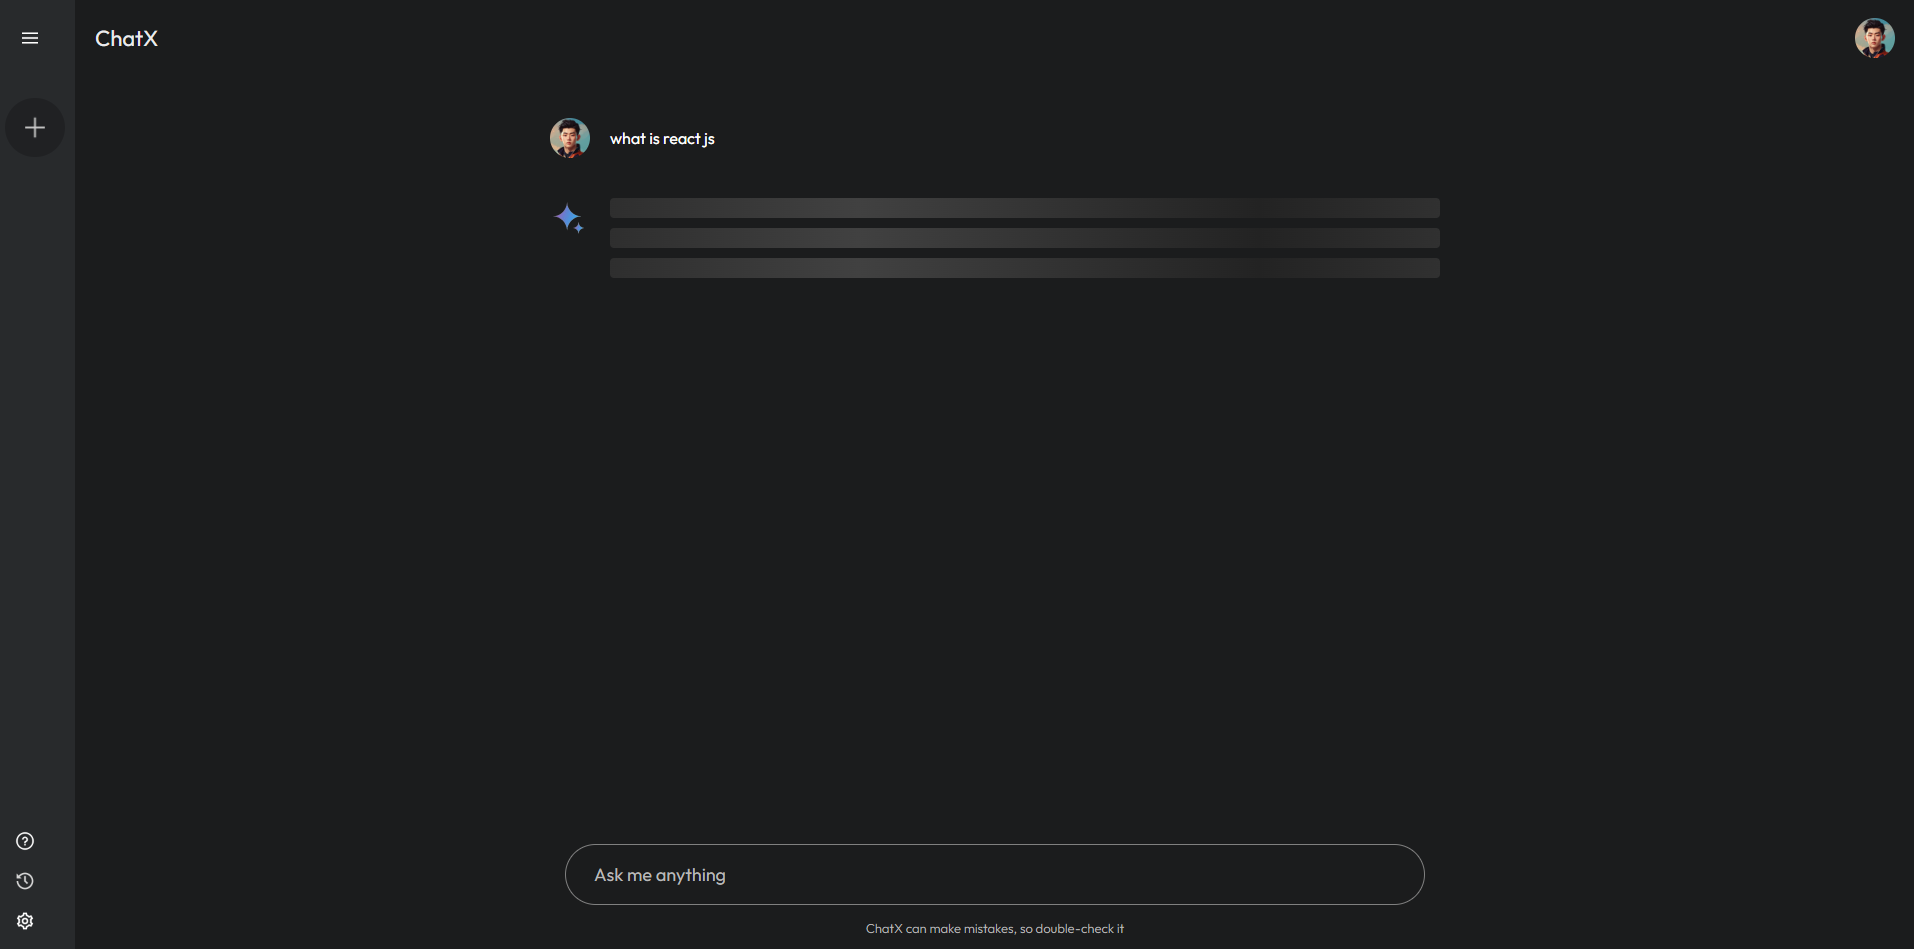 ChatX
what is react js
Ask me anything
ChatX can make mistakes, so double-check it